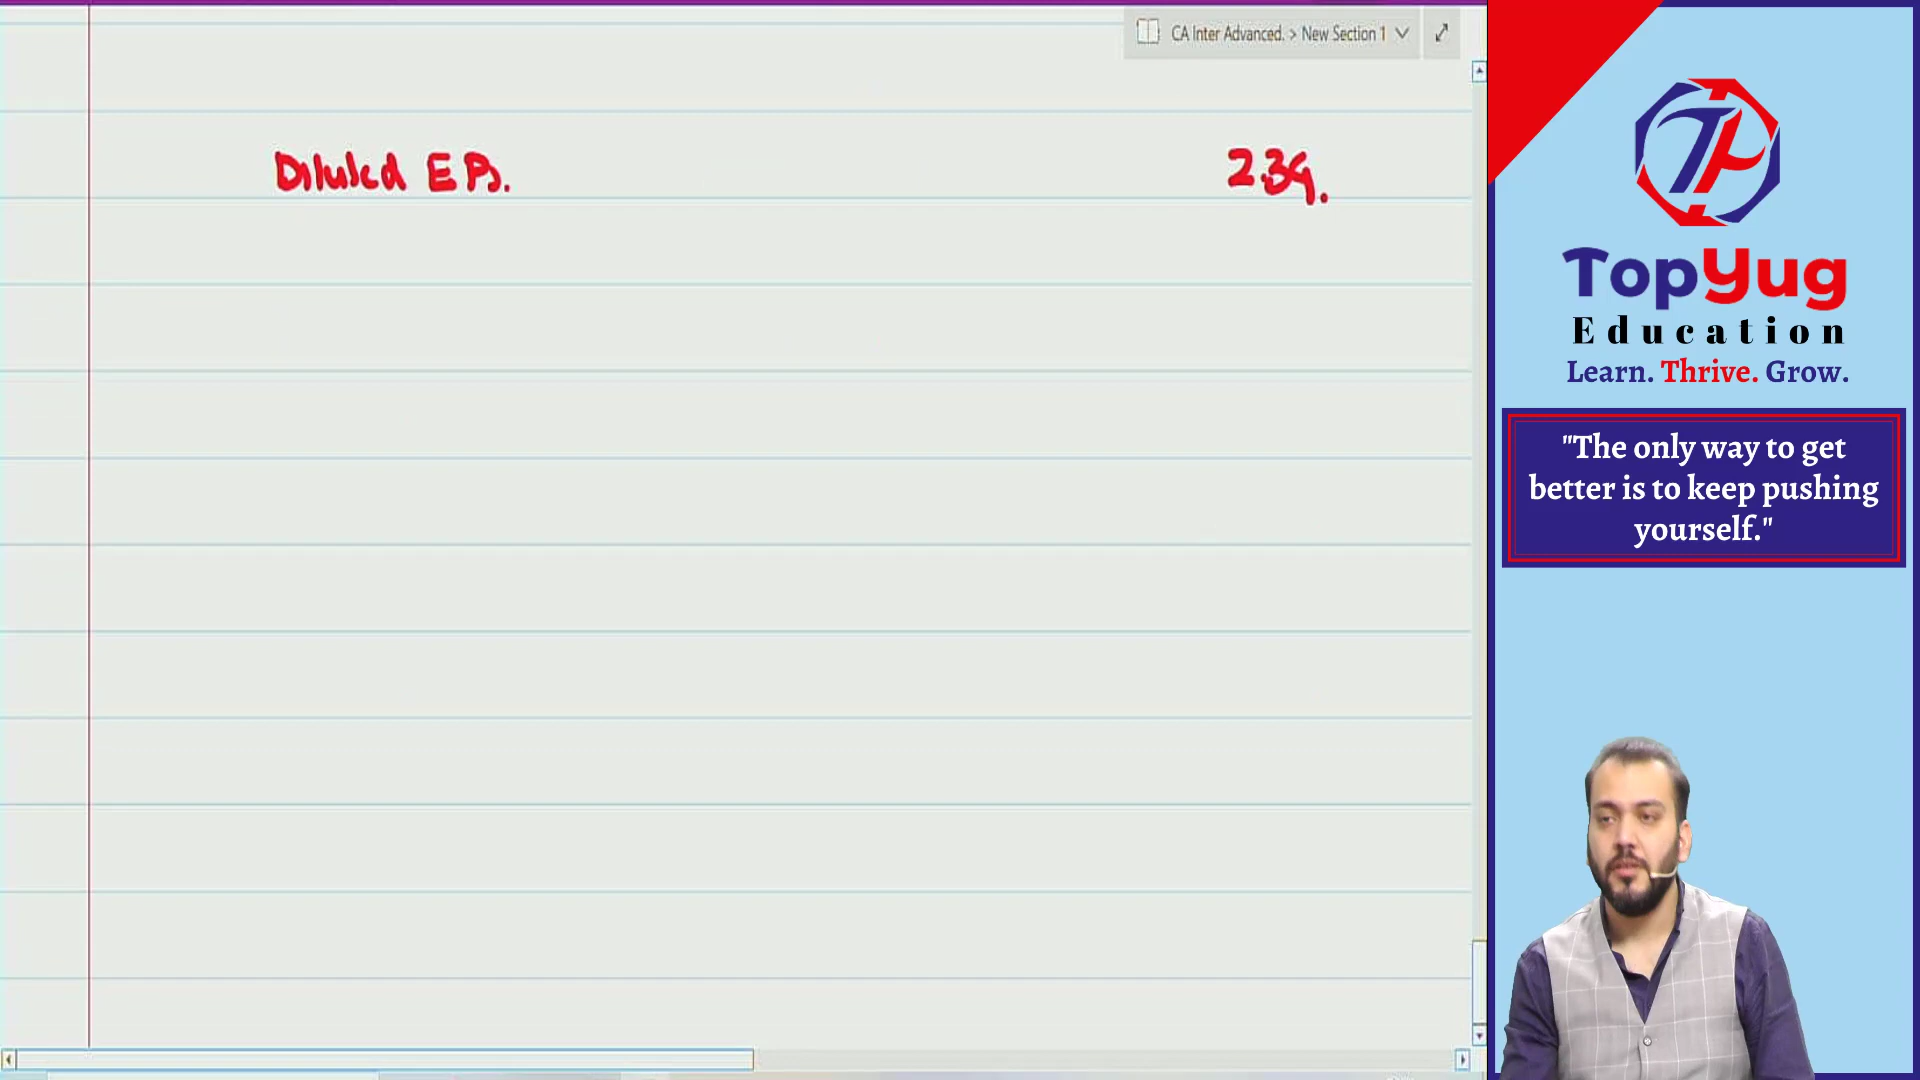 CA Inter Advanced. > New Section 1
Diluted EPS. 2.39.
TopYug
Education
Learn. Thrive. Grow.
"The only way to get
better is to keep pushing
yourself."